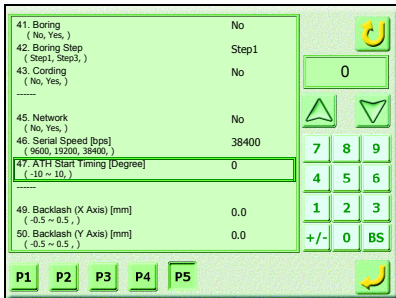 41. Boring No
( No, Yes, )
42. Boring Step Step1
( Step1, Step3, )
43. Cording No
( No, Yes, )
------
45. Network No
( No, Yes, )
46. Serial Speed [bps] 38400
( 9600, 19200, 38400, )
47. ATH Start Timing [Degree] 0
( -10 ~ 10, )
------
49. Backlash (X Axis) [mm] 0.0
( -0.5 ~ 0.5 , )
50. Backlash (Y Axis) [mm] 0.0
( -0.5 ~ 0.5 , )
0
7 8 9
4 5 6
1 2 3
+/- 0 BS
P1 P2 P3 P4 P5